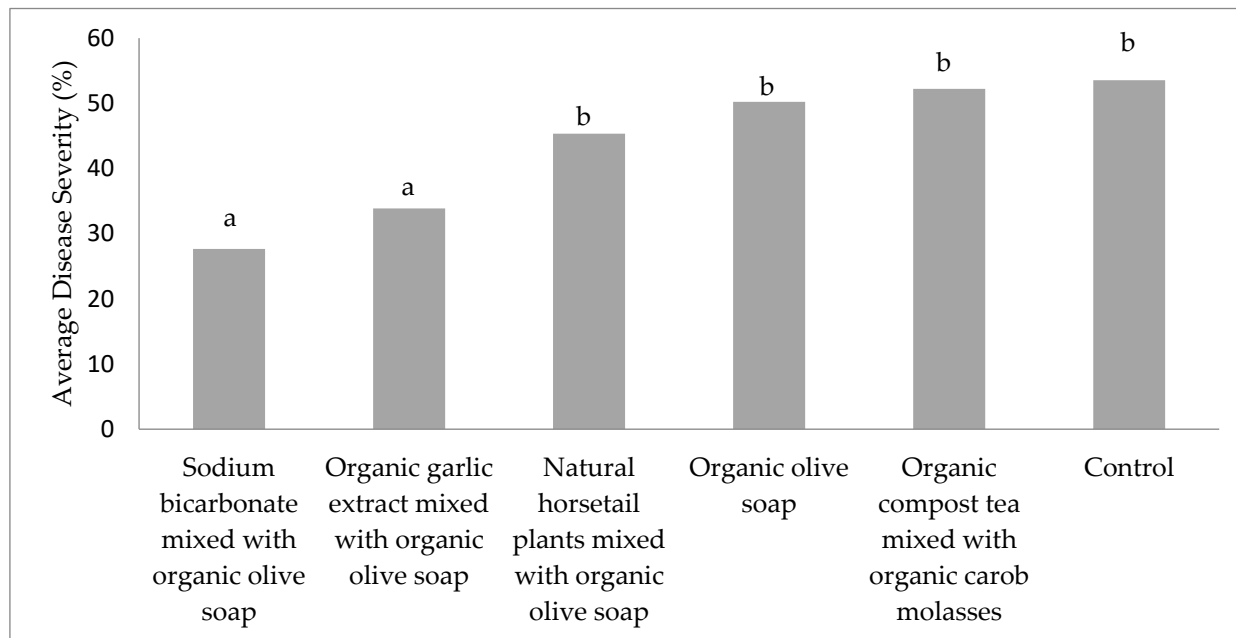 Average Disease Severity (%)
60
50
40
30
20
10
0
a
a
b
b
b
b
Sodium
bicarbonate
mixed with
organic olive
soap
Organic garlic
extract mixed
with organic
olive soap
Natural
horsetail
plants mixed
with organic
olive soap
Organic olive
soap
Organic
compost tea
mixed with
organic carob
molasses
Control